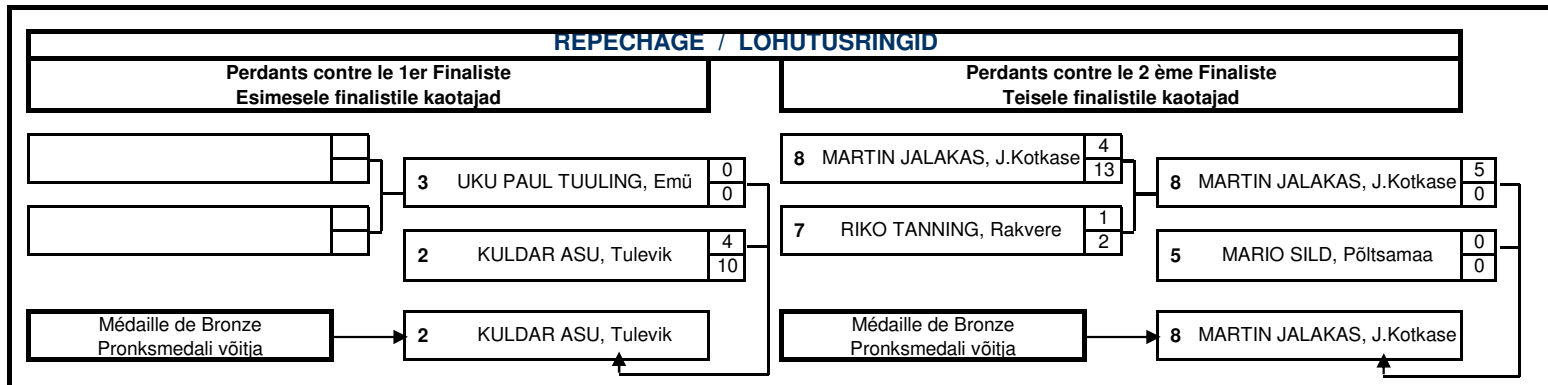 REPECHAGE / LOHUTUSRINGID
Perdants contre le 1er Finaliste
Esimesele finalistile kaotajad
Perdants contre le 2 ème Finaliste
Teisele finalistile kaotajad
3 UKU PAUL TUULING, Emü 0
0
2 KULDAR ASU, Tulevik 4
10
Médaille de Bronze
Pronksmedali võitja
2 KULDAR ASU, Tulevik
8 MARTIN JALAKAS, J.Kotkase 4
13
7 RIKO TANNING, Rakvere 1
2
8 MARTIN JALAKAS, J.Kotkase 5
0
5 MARIO SILD, Põltsamaa 0
0
Médaille de Bronze
Pronksmedali võitja
8 MARTIN JALAKAS, J.Kotkase